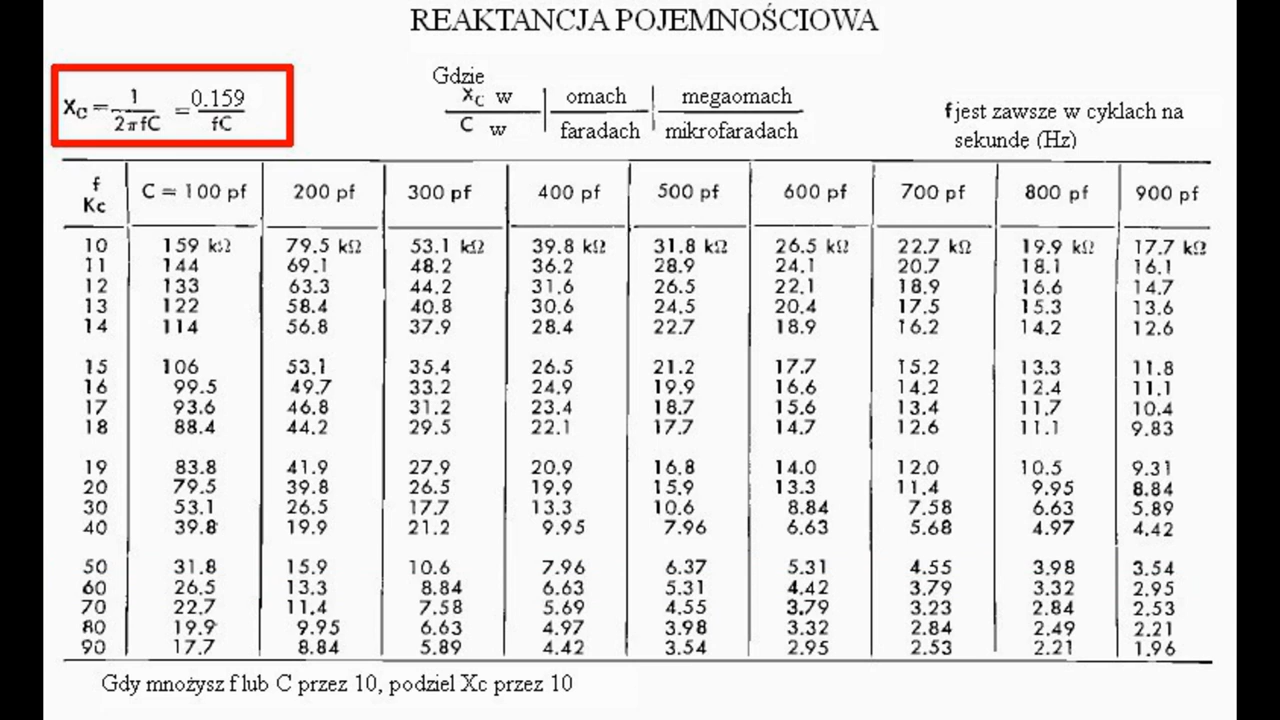 REAKTANCJA POJEMNOŚCIOWA
Gdzie
X_C = 1/2πfC = 0.159/fC
X_C w | omach | megaomach
C w | faradach | mikrofaradach
f jest zawsze w cyklach na
sekundę (Hz)
f Kc | C = 100 pf | 200 pf | 300 pf | 400 pf | 500 pf | 600 pf | 700 pf | 800 pf | 900 pf
10 | 159 kΩ | 79.5 kΩ | 53.1 kΩ | 39.8 kΩ | 31.8 kΩ | 26.5 kΩ | 22.7 kΩ | 19.9 kΩ | 17.7 kΩ
11 | 144 | 69.1 | 48.2 | 36.2 | 28.9 | 24.1 | 20.7 | 18.1 | 16.1
12 | 133 | 63.3 | 44.2 | 31.6 | 26.5 | 22.1 | 18.9 | 16.6 | 14.7
13 | 122 | 58.4 | 40.8 | 30.6 | 24.5 | 20.4 | 17.5 | 15.3 | 13.6
14 | 114 | 56.8 | 37.9 | 28.4 | 22.7 | 18.9 | 16.2 | 14.2 | 12.6
15 | 106 | 53.1 | 35.4 | 26.5 | 21.2 | 17.7 | 15.2 | 13.3 | 11.8
16 | 99.5 | 49.7 | 33.2 | 24.9 | 19.9 | 16.6 | 14.2 | 12.4 | 11.1
17 | 93.6 | 46.8 | 31.2 | 23.4 | 18.7 | 15.6 | 13.4 | 11.7 | 10.4
18 | 88.4 | 44.2 | 29.5 | 22.1 | 17.7 | 14.7 | 12.6 | 11.1 | 9.83
19 | 83.8 | 41.9 | 27.9 | 20.9 | 16.8 | 14.0 | 12.0 | 10.5 | 9.31
20 | 79.5 | 39.8 | 26.5 | 19.9 | 15.9 | 13.3 | 11.4 | 9.95 | 8.84
30 | 53.1 | 26.5 | 17.7 | 13.3 | 10.6 | 8.84 | 7.58 | 6.63 | 5.89
40 | 39.8 | 19.9 | 21.2 | 9.95 | 7.96 | 6.63 | 5.68 | 4.97 | 4.42
50 | 31.8 | 15.9 | 10.6 | 7.96 | 6.37 | 5.31 | 4.55 | 3.98 | 3.54
60 | 26.5 | 13.3 | 8.84 | 6.63 | 5.31 | 4.42 | 3.79 | 3.32 | 2.95
70 | 22.7 | 11.4 | 7.58 | 5.69 | 4.55 | 3.79 | 3.23 | 2.84 | 2.53
80 | 19.9 | 9.95 | 6.63 | 4.97 | 3.98 | 3.32 | 2.84 | 2.49 | 2.21
90 | 17.7 | 8.84 | 5.89 | 4.42 | 3.54 | 2.95 | 2.53 | 2.21 | 1.96
Gdy mnożysz f lub C przez 10, podziel Xc przez 10